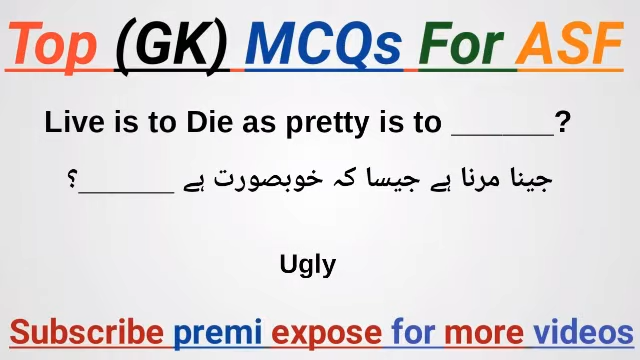 Top (GK) MCQs For ASF
Live is to Die as pretty is to ______?
جینا مرنا ہے جیسا کہ خوبصورت ہے ______؟
Ugly
Subscribe premi expose for more videos